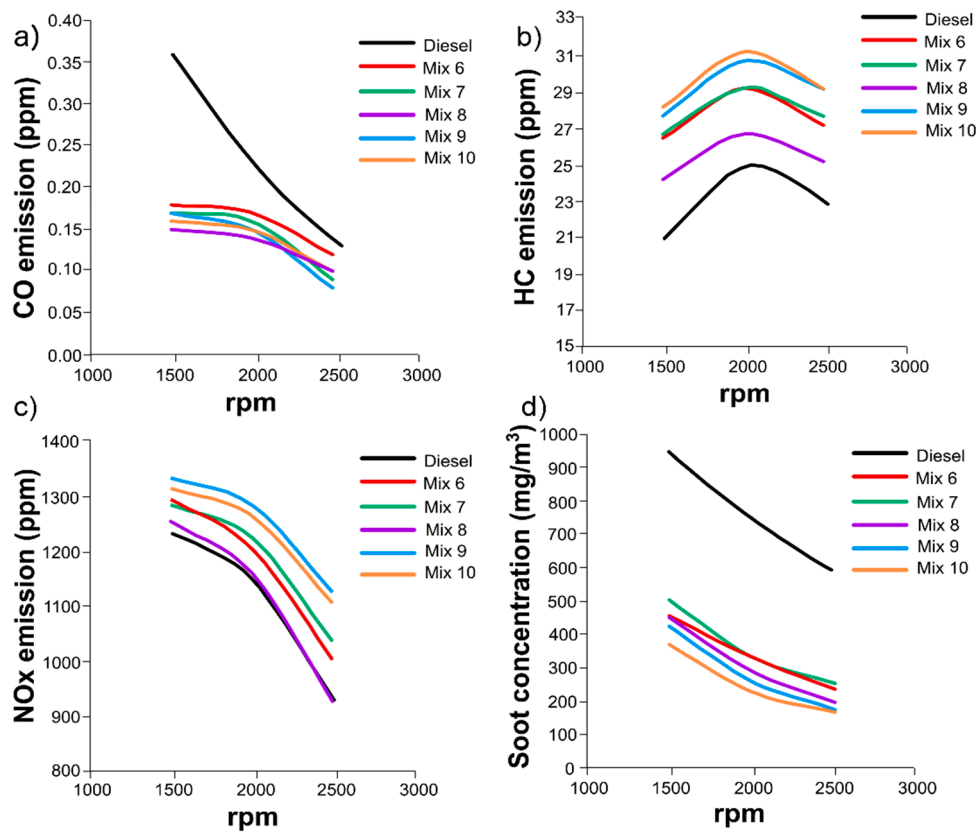 a)
CO emission (ppm)
0.40
0.35
0.30
0.25
0.20
0.15
0.10
0.05
0.00
1000 1500 2000 2500 3000
rpm
Diesel
Mix 6
Mix 7
Mix 8
Mix 9
Mix 10
b)
HC emission (ppm)
33
31
29
27
25
23
21
19
17
15
1000 1500 2000 2500 3000
rpm
Diesel
Mix 6
Mix 7
Mix 8
Mix 9
Mix 10
c)
NOx emission (ppm)
1400
1300
1200
1100
1000
900
800
1000 1500 2000 2500 3000
rpm
Diesel
Mix 6
Mix 7
Mix 8
Mix 9
Mix 10
d)
Soot concentration (mg/m³)
1000
900
800
700
600
500
400
300
200
100
0
1000 1500 2000 2500 3000
rpm
Diesel
Mix 6
Mix 7
Mix 8
Mix 9
Mix 10